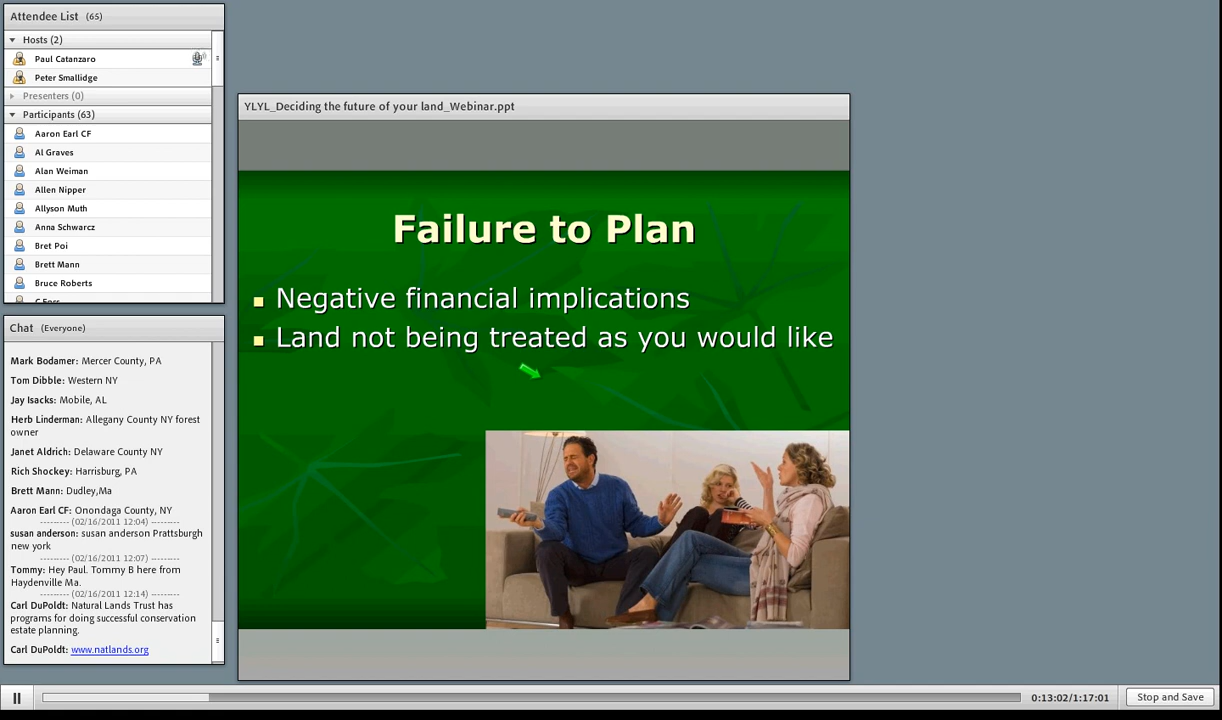 Attendee List (65)
Hosts (2)
Paul Catanzaro
Peter Smallidge
Presenters (0)
Participants (63)
Aaron Earl CF
Al Graves
Alan Weiman
Allen Nipper
Allyson Muth
Anna Schwarcz
Bret Poi
Brett Mann
Bruce Roberts
Chat (Everyone)
Mark Bodamer: Mercer County, PA
Tom Dibble: Western NY
Jay Isacks: Mobile, AL
Herb Linderman: Allegany County NY forest
owner
Janet Aldrich: Delaware County NY
Rich Shockey: Harrisburg, PA
Brett Mann: Dudley,Ma
Aaron Earl CF: Onondaga County, NY
--------- (02/16/2011 12:04) ---------
susan anderson: susan anderson Prattsburgh
new york
--------- (02/16/2011 12:07) ---------
Tommy: Hey Paul. Tommy B here from
Haydenville Ma.
--------- (02/16/2011 12:14) ---------
Carl DuPoldt: Natural Lands Trust has
programs for doing successful conservation
estate planning.
Carl DuPoldt: www.natlands.org
YLYL_Deciding the future of your land_Webinar.ppt
Failure to Plan
Negative financial implications
Land not being treated as you would like
0:13:02/1:17:01
Stop and Save